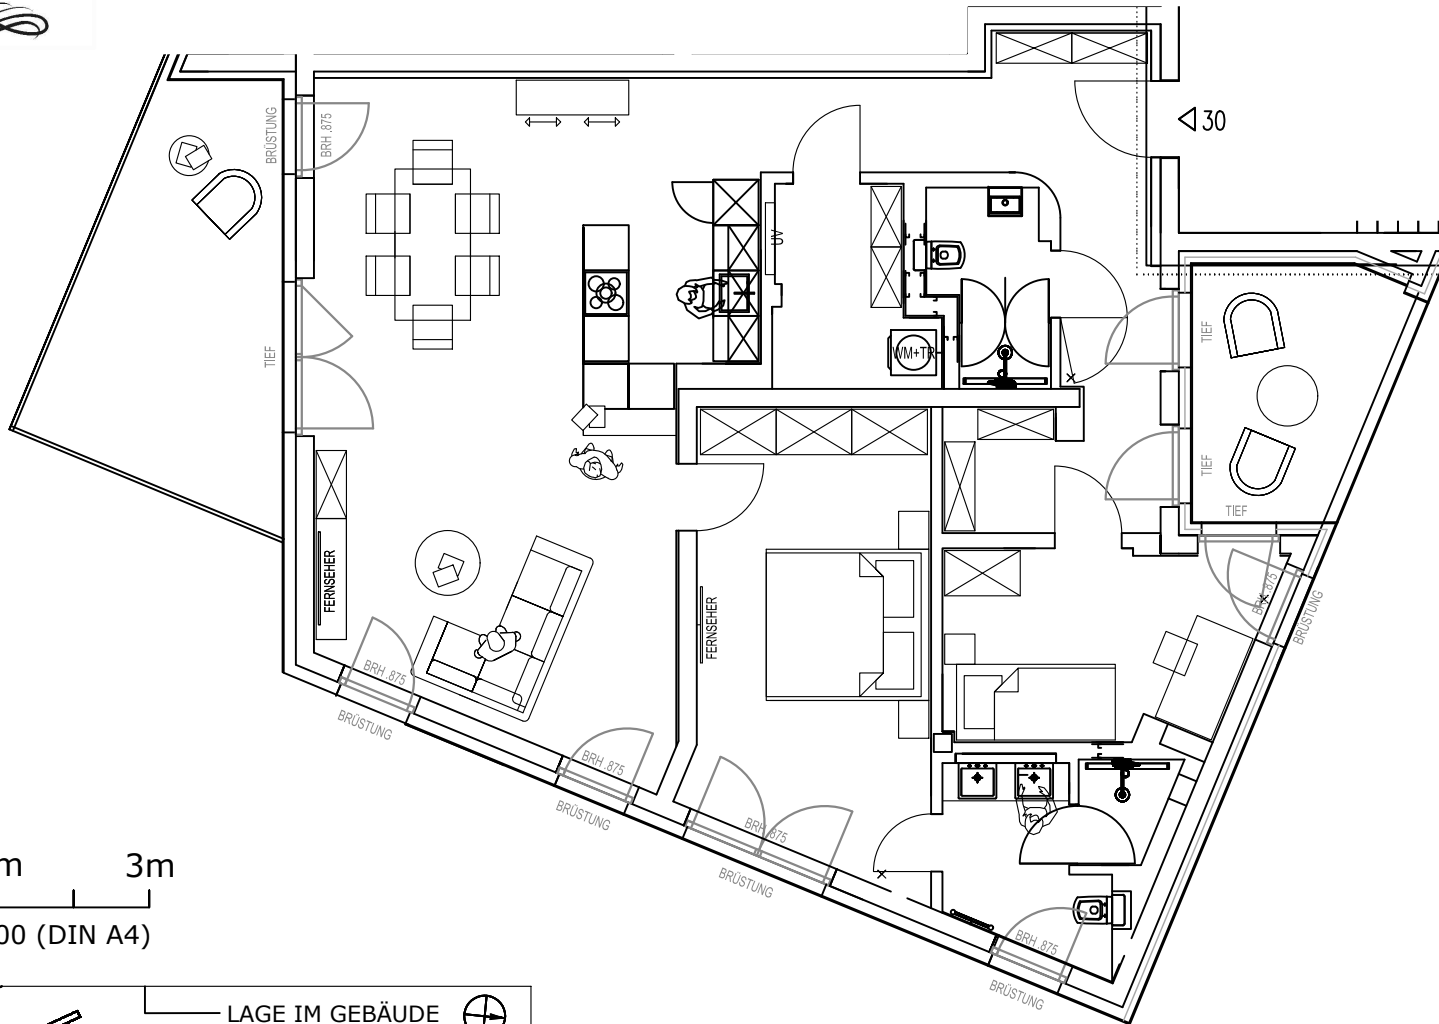 BRÜSTUNG
BRH .875
30
UV
TIEF
WM+TR
TIEF
TIEF
TIEF
FERNSEHER
FERNSEHER
BRH .875
BRÜSTUNG
BRH .875
BRÜSTUNG
BRH .875
BRÜSTUNG
BRH .875
BRÜSTUNG
BRH .875
BRÜSTUNG
m 3m
00 (DIN A4)
LAGE IM GEBÄUDE